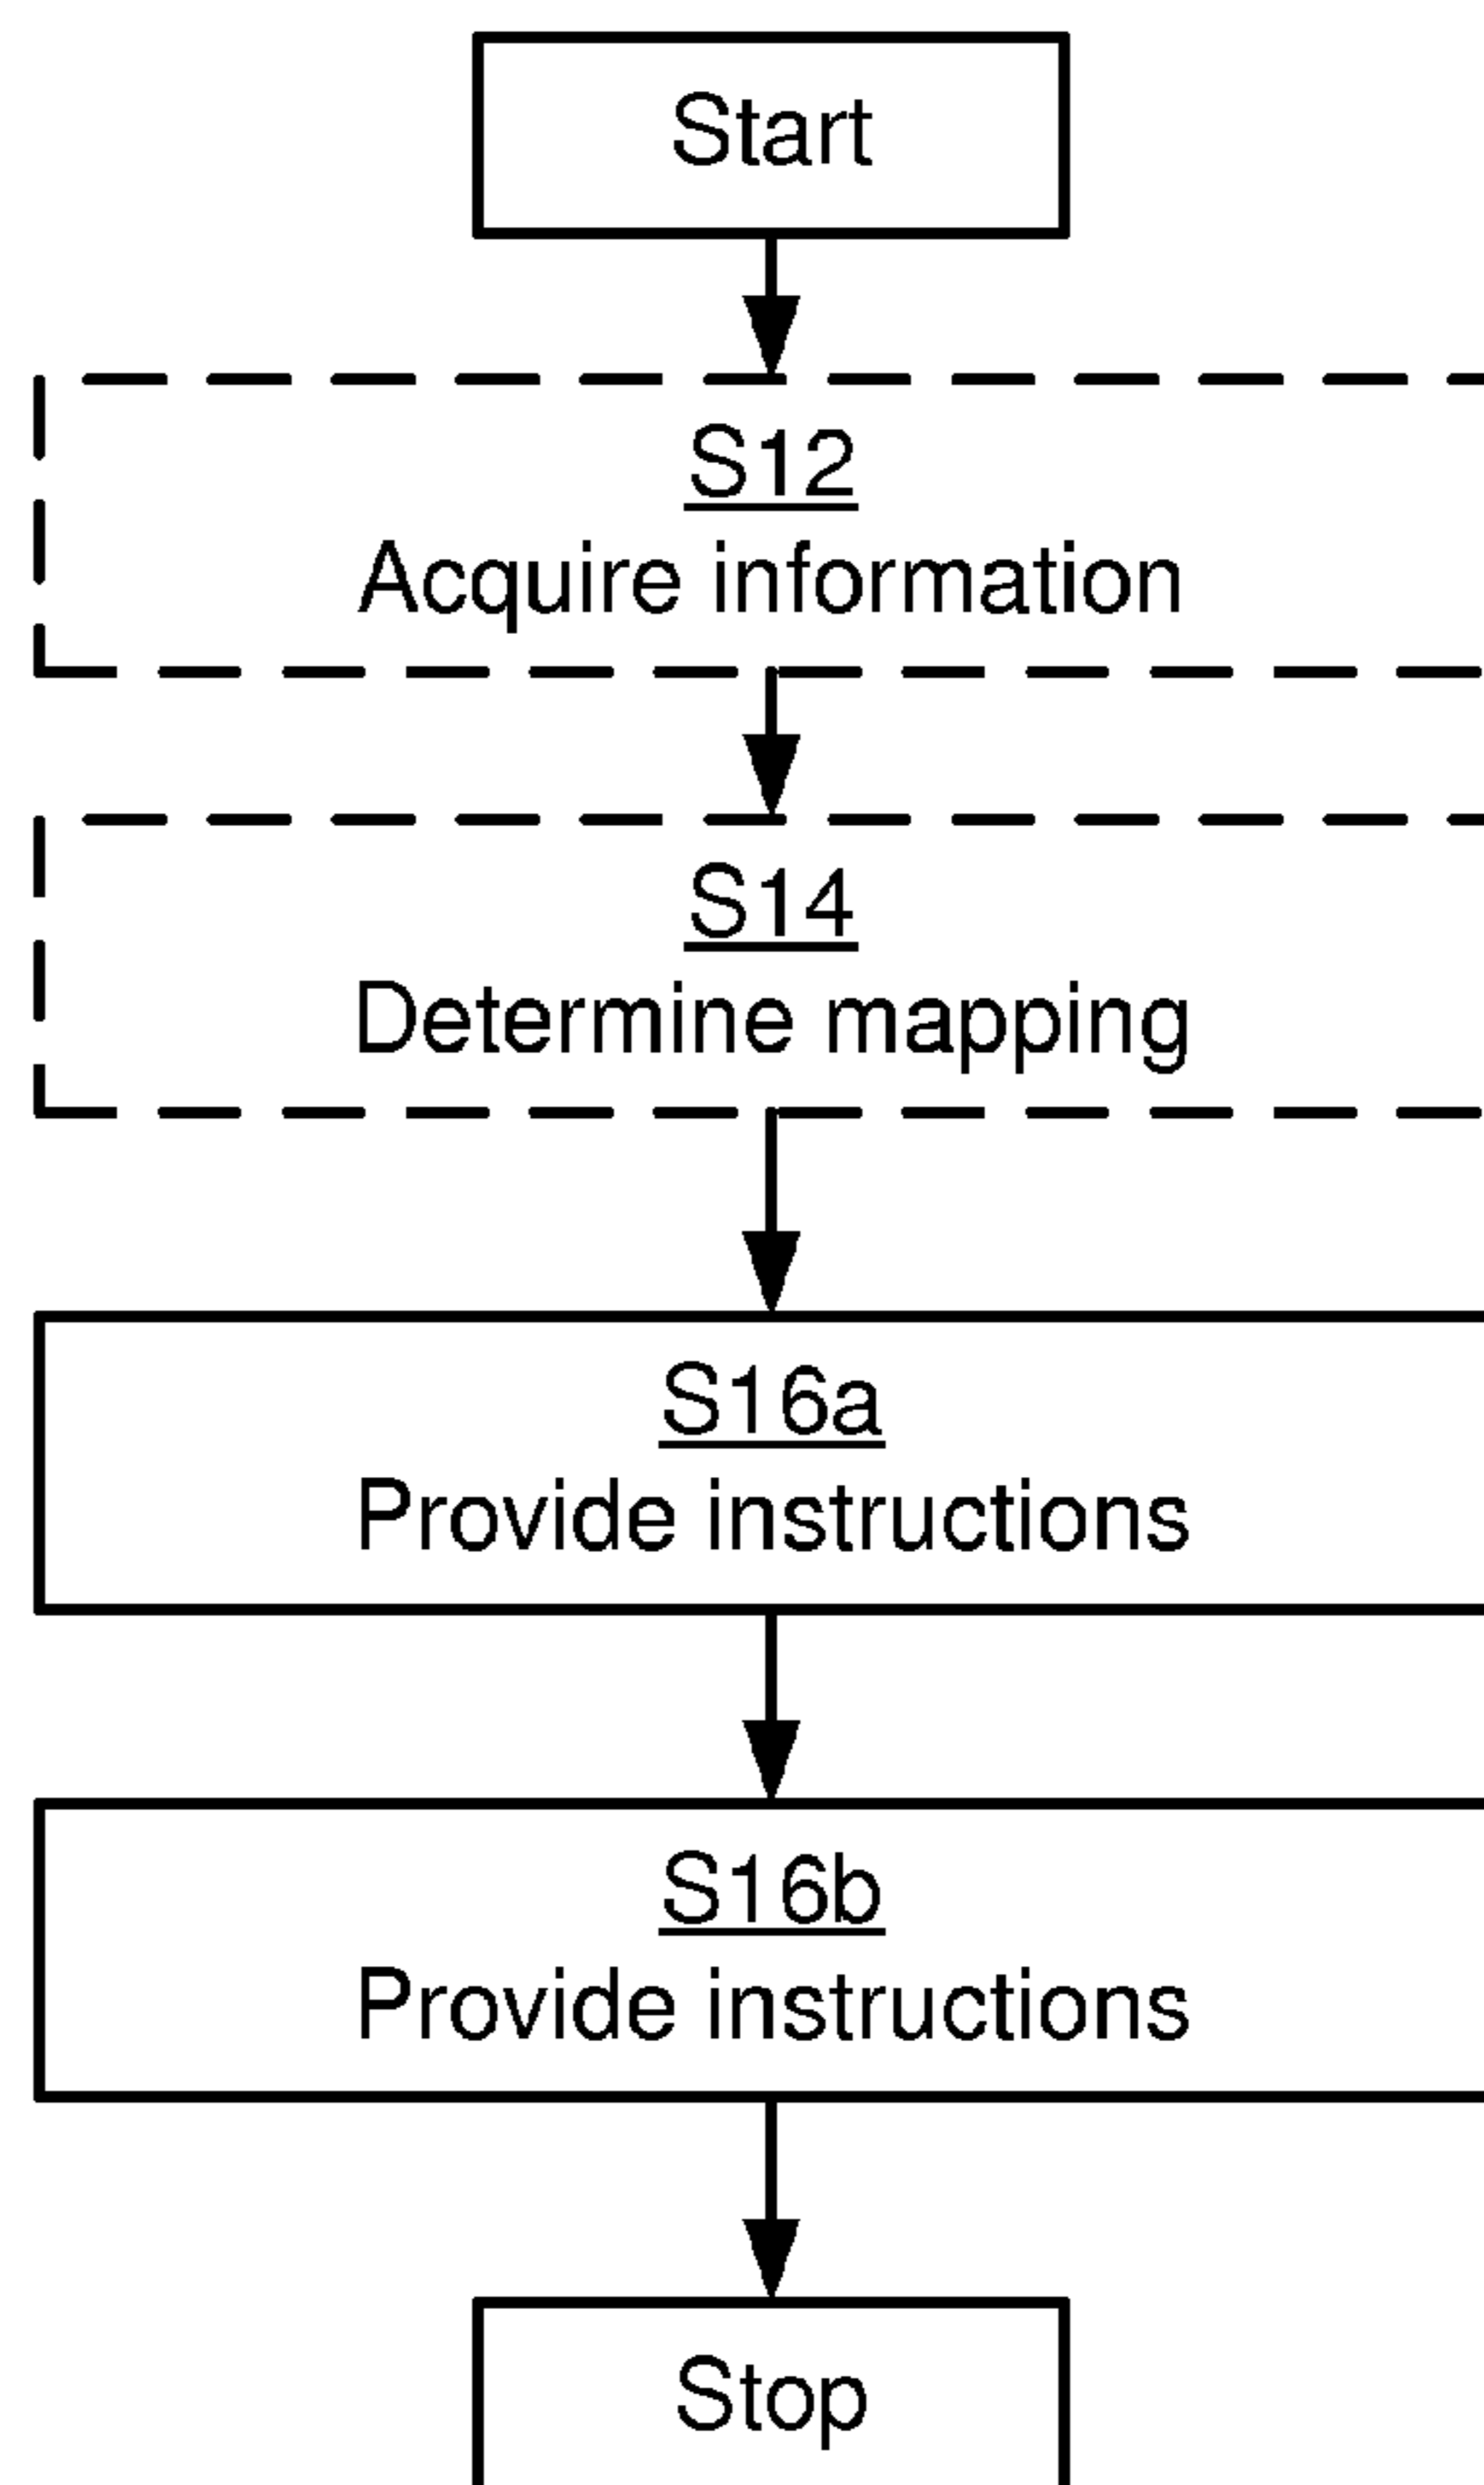 Start
S12
Acquire information
S14
Determine mapping
S16a
Provide instructions
S16b
Provide instructions
Stop